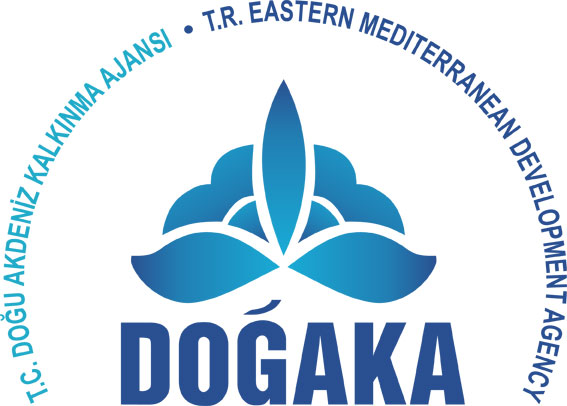 T.C. DOĞU AKDENİZ KALKINMA AJANSI • T.R. EASTERN MEDITERRANEAN DEVELOPMENT AGENCY
DOĞAKA